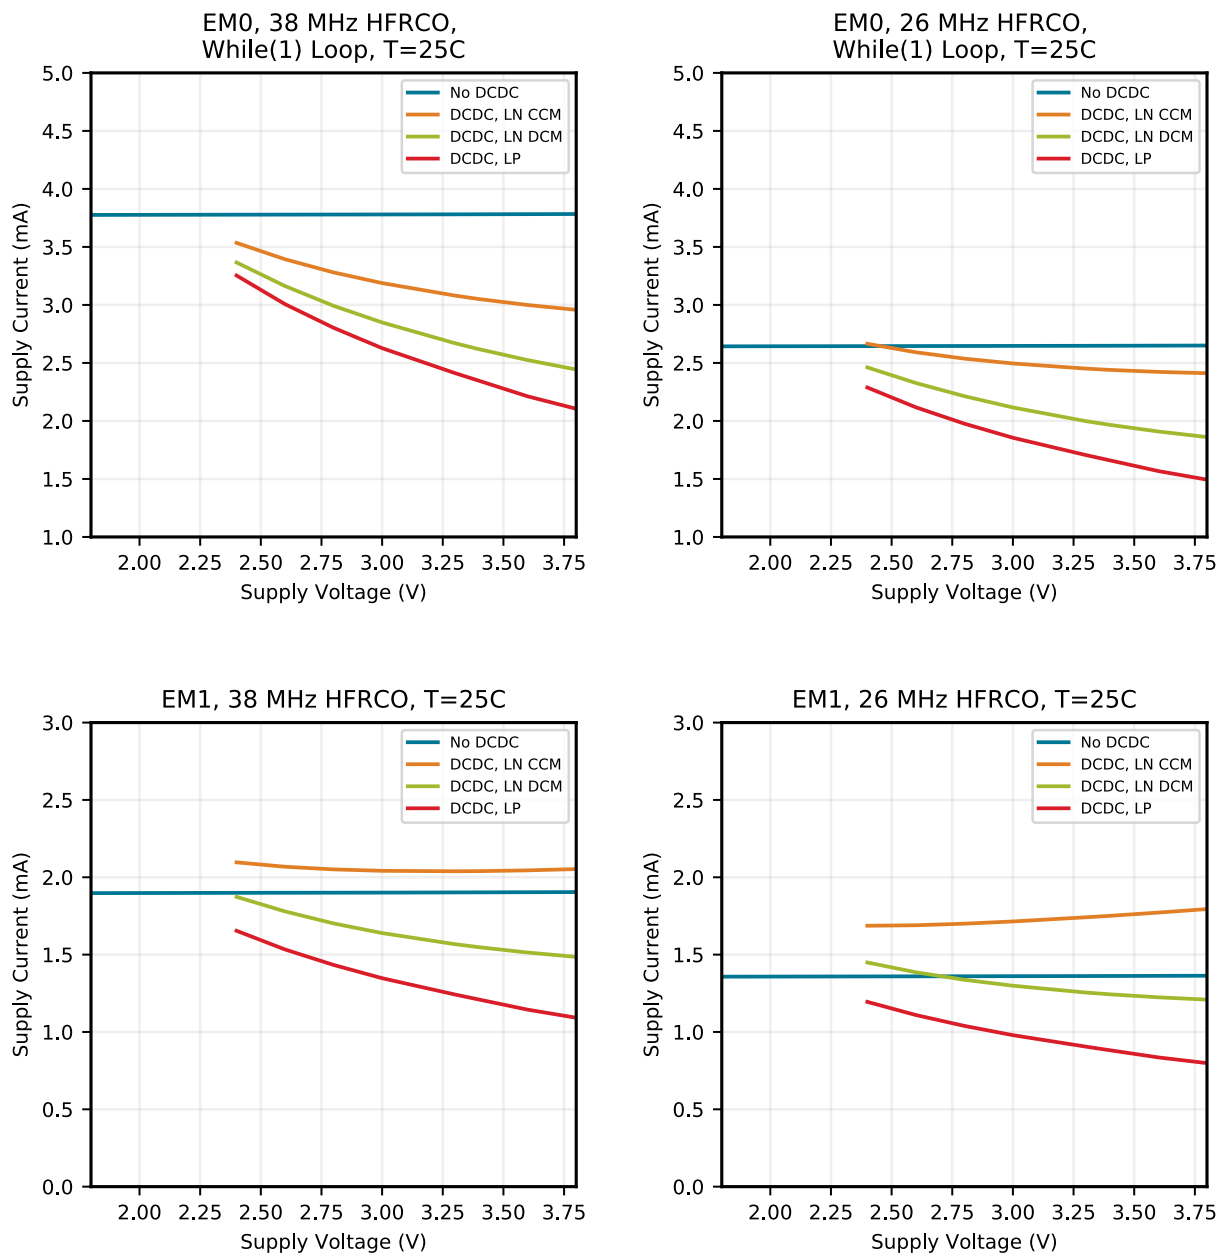 EM0, 38 MHz HFRCO,
While(1) Loop, T=25C
5.0
4.5
4.0
3.5
3.0
2.5
2.0
1.5
1.0
Supply Current (mA)
No DCDC
DCDC, LN CCM
DCDC, LN DCM
DCDC, LP
2.00 2.25 2.50 2.75 3.00 3.25 3.50 3.75
Supply Voltage (V)
EM0, 26 MHz HFRCO,
While(1) Loop, T=25C
5.0
4.5
4.0
3.5
3.0
2.5
2.0
1.5
1.0
Supply Current (mA)
No DCDC
DCDC, LN CCM
DCDC, LN DCM
DCDC, LP
2.00 2.25 2.50 2.75 3.00 3.25 3.50 3.75
Supply Voltage (V)
EM1, 38 MHz HFRCO, T=25C
3.0
2.5
2.0
1.5
1.0
0.5
0.0
Supply Current (mA)
No DCDC
DCDC, LN CCM
DCDC, LN DCM
DCDC, LP
2.00 2.25 2.50 2.75 3.00 3.25 3.50 3.75
Supply Voltage (V)
EM1, 26 MHz HFRCO, T=25C
3.0
2.5
2.0
1.5
1.0
0.5
0.0
Supply Current (mA)
No DCDC
DCDC, LN CCM
DCDC, LN DCM
DCDC, LP
2.00 2.25 2.50 2.75 3.00 3.25 3.50 3.75
Supply Voltage (V)